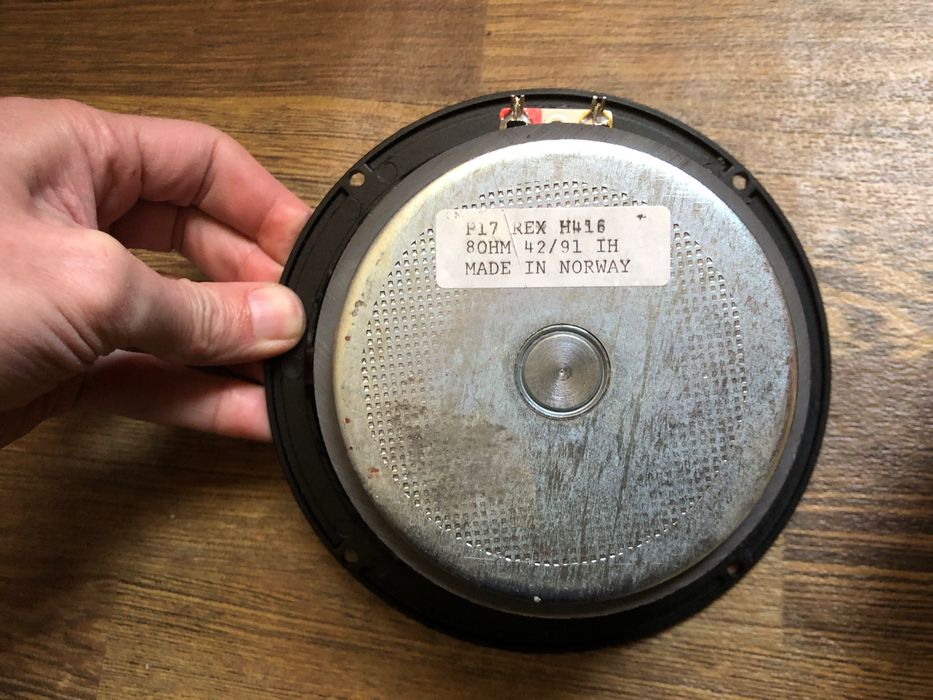 P17 REX H416
8OHM 42/91 IH
MADE IN NORWAY